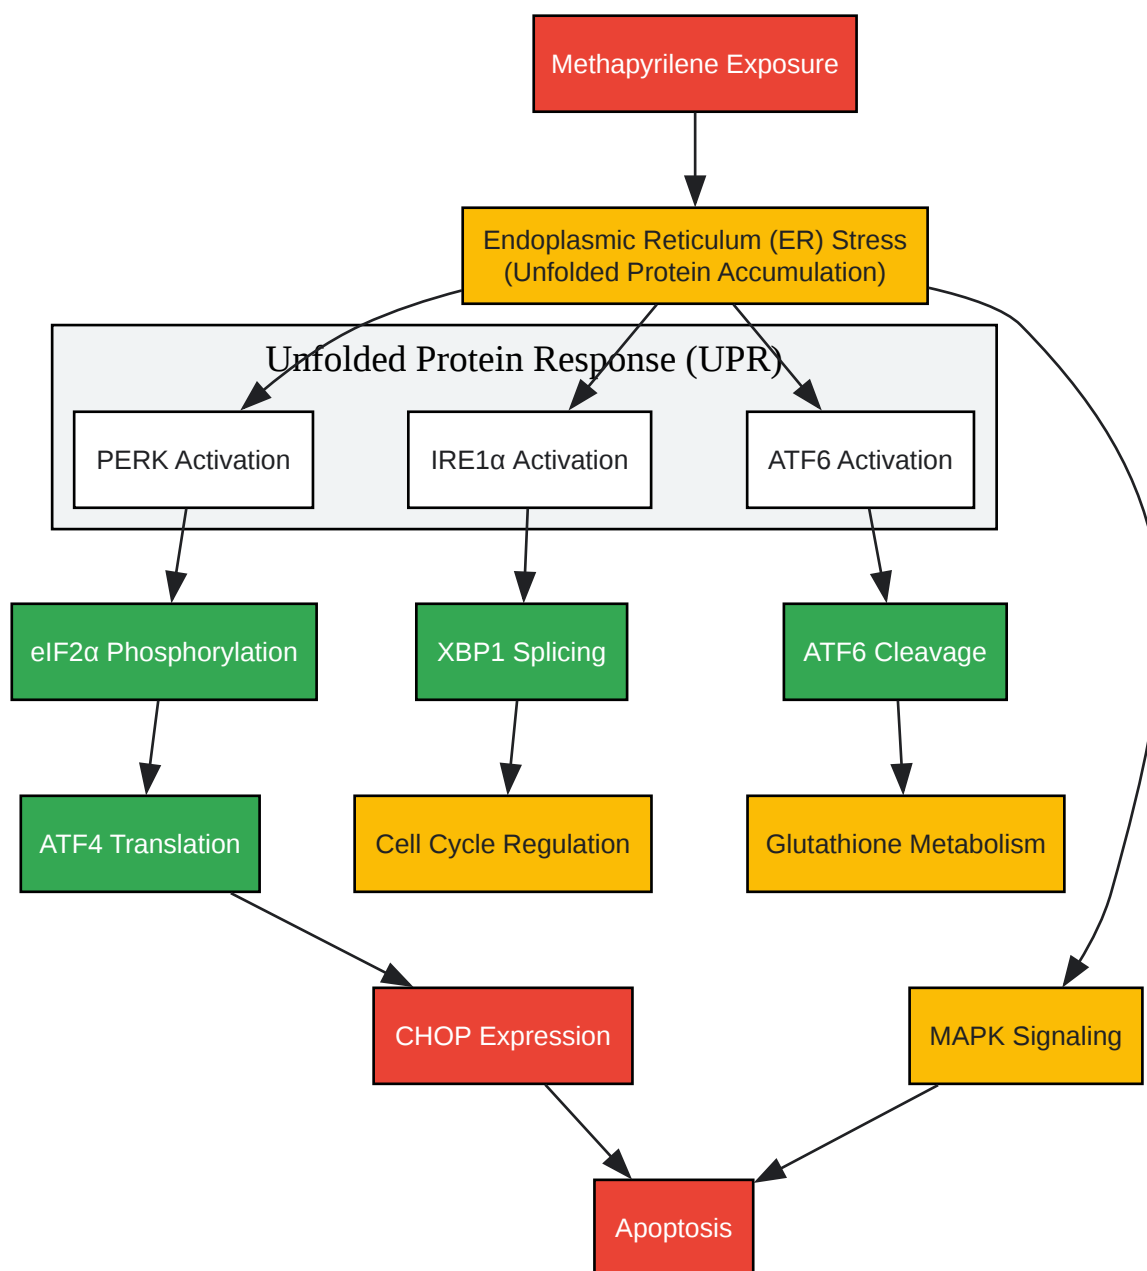 Methapyrilene Exposure
Endoplasmic Reticulum (ER) Stress
(Unfolded Protein Accumulation)
Unfolded Protein Response (UPR)
PERK Activation
IRE1α Activation
ATF6 Activation
eIF2α Phosphorylation
XBP1 Splicing
ATF6 Cleavage
ATF4 Translation
Cell Cycle Regulation
Glutathione Metabolism
CHOP Expression
MAPK Signaling
Apoptosis